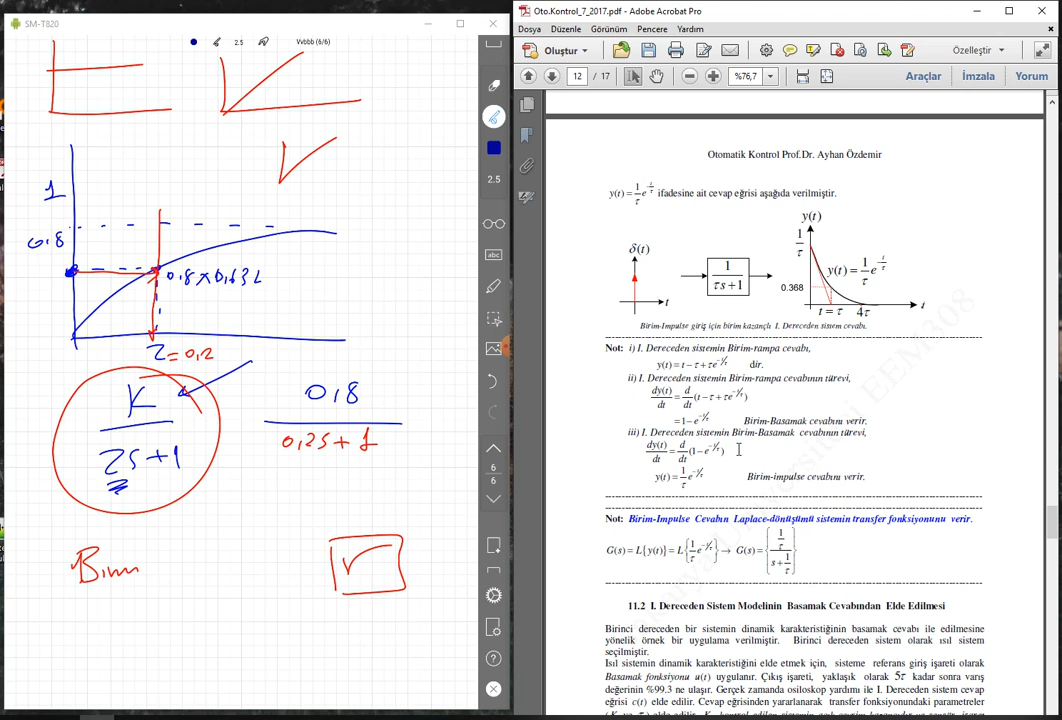 SM-T820
2.5
Vvbbb (6/6)
1
0.8
0.8x0.632
τ=0.2
K
τs+1
0,8
0,2s+1
Birim
2.5
abc
6
6
Oto.Kontrol_7_2017.pdf - Adobe Acrobat Pro
Dosya Düzenle Görünüm Pencere Yardım
Oluştur
Özelleştir
12 / 17
%76,7
Araçlar İmzala Yorum
Otomatik Kontrol Prof.Dr. Ayhan Özdemir
y(t) = 1/τ e^(-t/τ) ifadesine ait cevap eğrisi aşağıda verilmiştir.
δ(t)
t
1
τs+1
y(t)
1
τ
y(t) = 1/τ e^(-t/τ)
0.368
t = τ 4τ
t
Birim-Impulse giriş için birim kazançlı I. Dereceden sistem cevabı.
Not: i) I. Dereceden sistemin Birim-rampa cevabı,
y(t) = t − τ + τe^(-t/τ) dir.
ii) I. Dereceden sistemin Birim-rampa cevabının türevi,
dy(t)/dt = d/dt (t − τ + τe^(-t/τ))
= 1 − e^(-t/τ) Birim-Basamak cevabını verir.
iii) I. Dereceden sistemin Birim-Basamak cevabının türevi,
dy(t)/dt = d/dt (1 − e^(-t/τ))
y(t) = 1/τ e^(-t/τ) Birim-impulse cevabını verir.
Not: Birim-Impulse Cevabın Laplace-dönüşümü sistemin transfer fonksiyonunu verir.
G(s) = L{y(t)} = L{1/τ e^(-t/τ)} → G(s) = {(1/τ)/(s + 1/τ)}
11.2 I. Dereceden Sistem Modelinin Basamak Cevabından Elde Edilmesi
Birinci dereceden bir sistemin dinamik karakteristiğinin basamak cevabı ile edilmesine
yönelik örnek bir uygulama verilmiştir. Birinci dereceden sistem olarak ısıl sistem
seçilmiştir.
Isıl sistemin dinamik karakteristiğini elde etmek için, sisteme referans giriş işareti olarak
Basamak fonksiyonu u(t) uygulanır. Çıkış işareti, yaklaşık olarak 5τ kadar sonra varış
değerinin %99.3 ne ulaşır. Gerçek zamanda osiloskop yardımı ile I. Dereceden sistem cevap
eğrisi c(t) elde edilir. Cevap eğrisinden yararlanarak transfer fonksiyonundaki parametreler